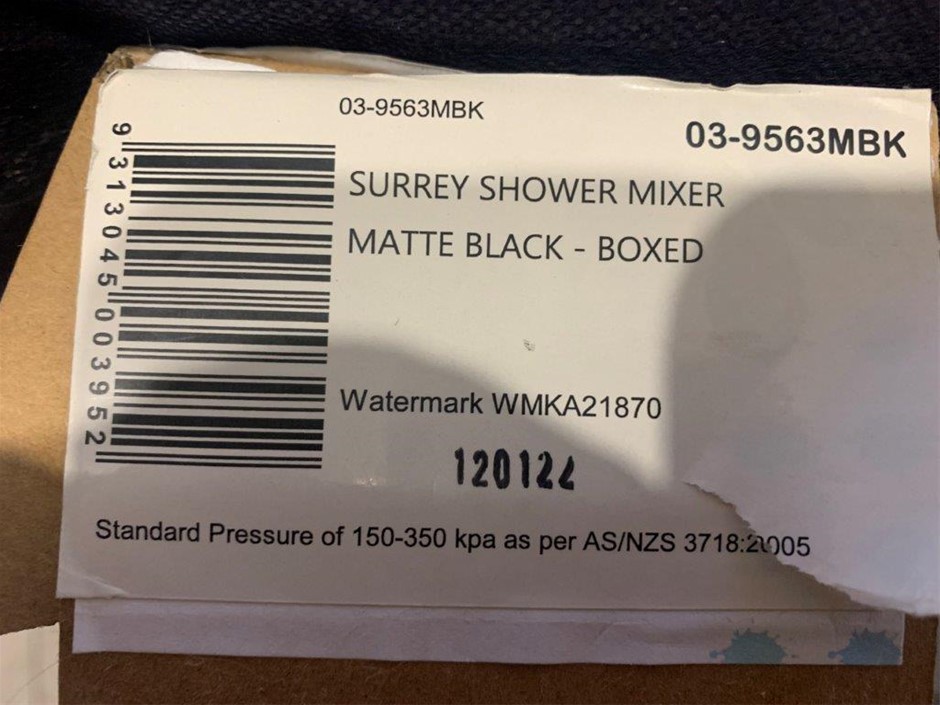 03-9563MBK
03-9563MBK
SURREY SHOWER MIXER
MATTE BLACK - BOXED
9 313045 003952
Watermark WMKA21870
Standard Pressure of 150-350 kpa as per AS/NZS 3718:2005